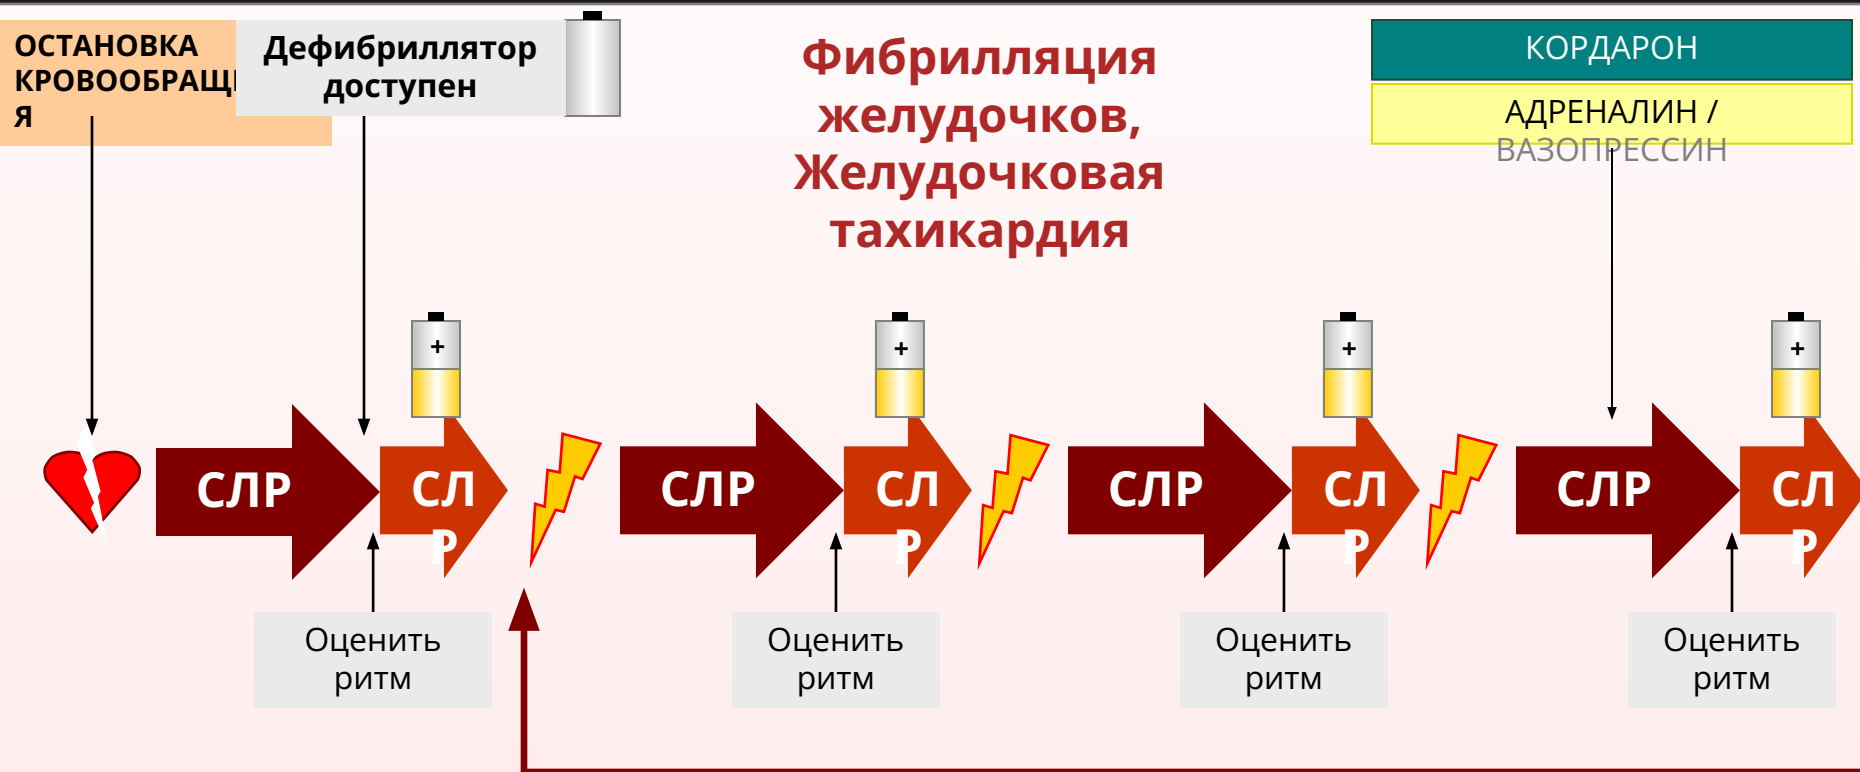 ОСТАНОВКА
КРОВООБРАЩ
Я
Дефибриллятор
доступен
Фибрилляция
желудочков,
Желудочковая
тахикардия
КОРДАРОН
АДРЕНАЛИН /
ВАЗОПРЕССИН
+
+
+
+
СЛР
СЛ
Р
СЛР
СЛ
Р
СЛР
СЛ
Р
СЛР
СЛ
Р
Оценить
ритм
Оценить
ритм
Оценить
ритм
Оценить
ритм